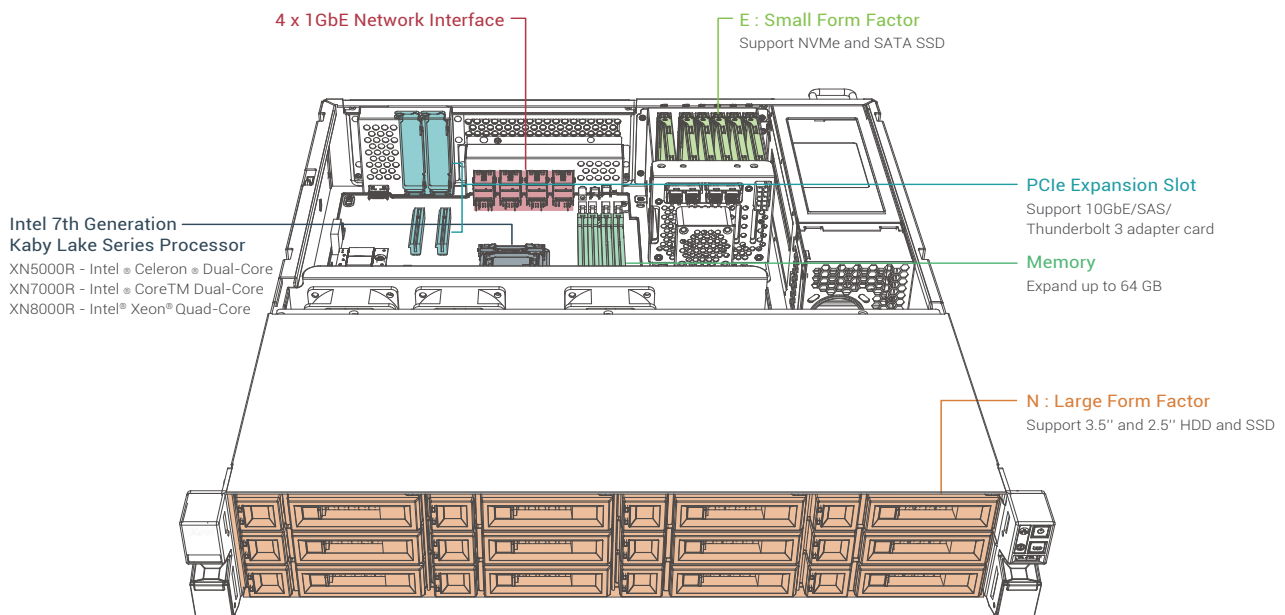 4 x 1GbE Network Interface
E : Small Form Factor
Support NVMe and SATA SSD
PCIe Expansion Slot
Support 10GbE/SAS/
Thunderbolt 3 adapter card
Intel 7th Generation
Kaby Lake Series Processor
XN5000R - Intel ® Celeron ® Dual-Core
XN7000R - Intel ® CoreTM Dual-Core
XN8000R - Intel® Xeon® Quad-Core
Memory
Expand up to 64 GB
N : Large Form Factor
Support 3.5'' and 2.5'' HDD and SSD